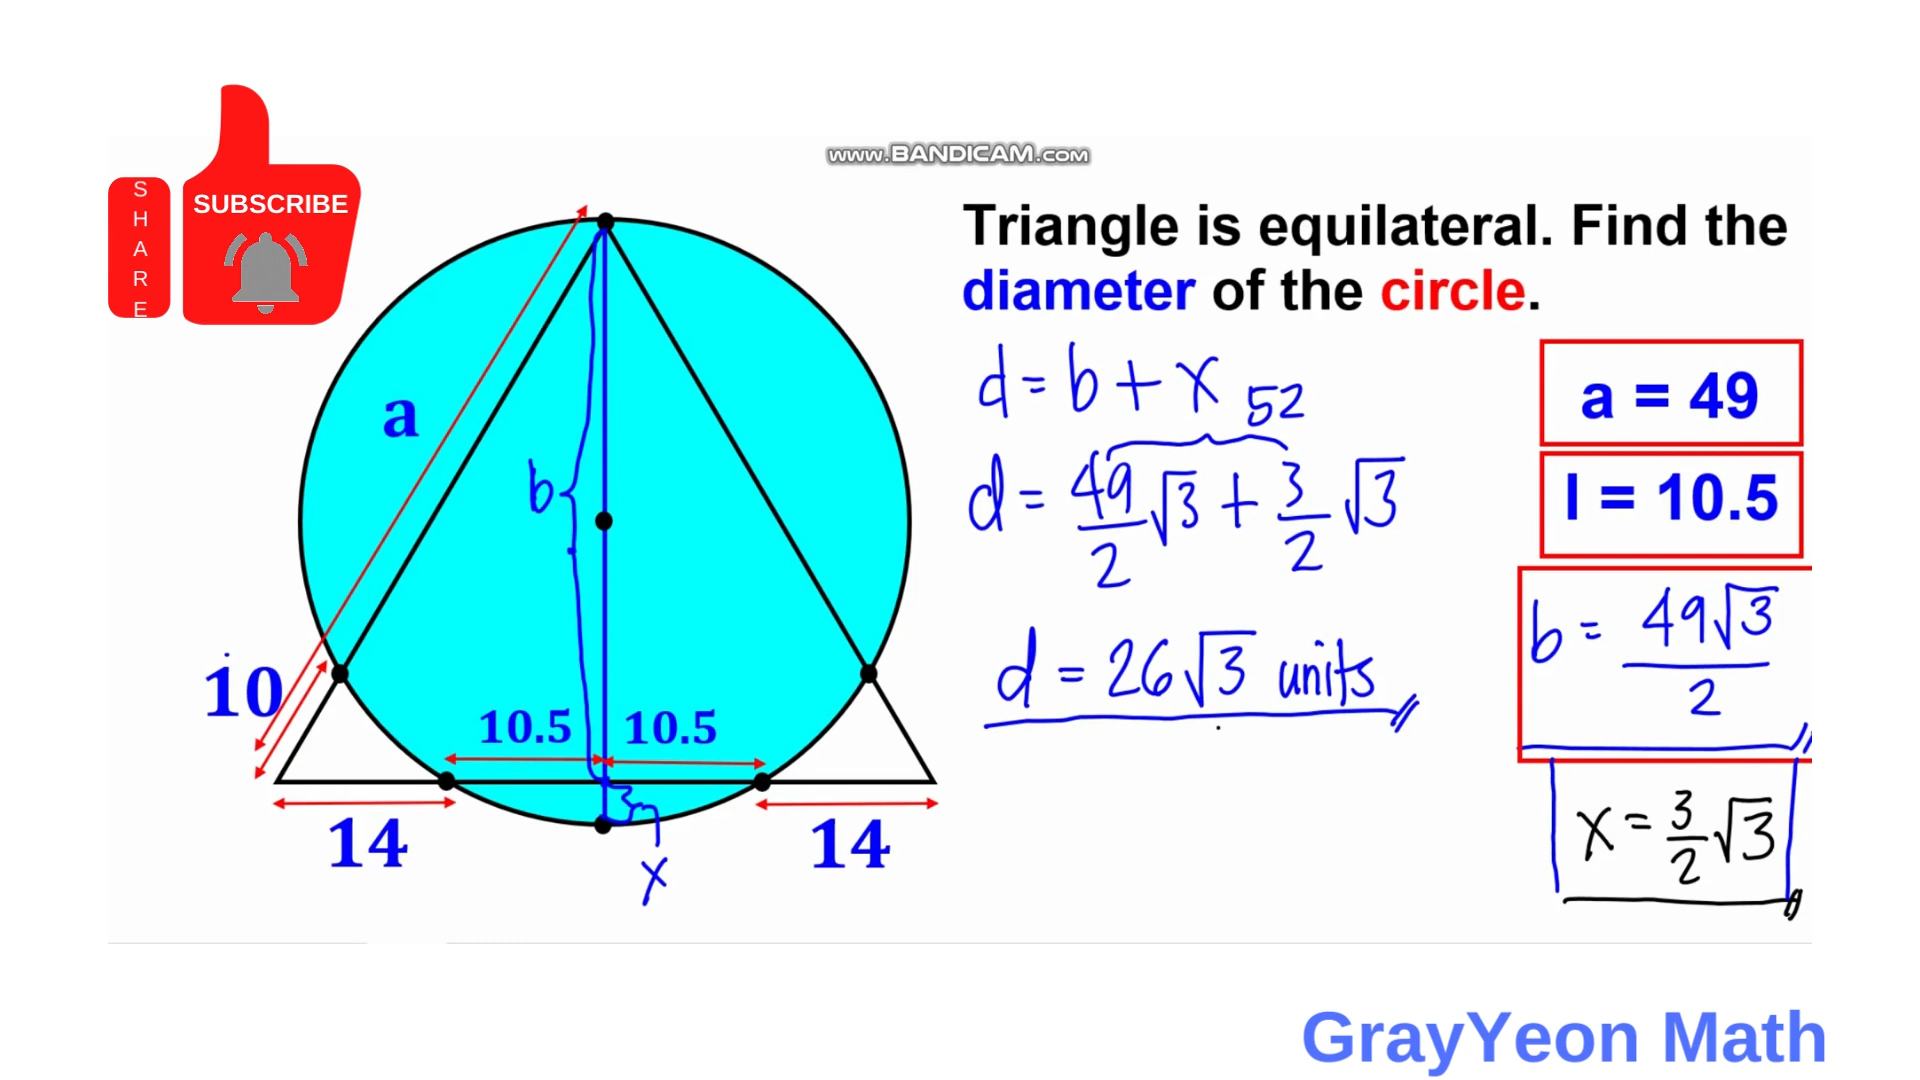 SHARE
SUBSCRIBE
www.BANDICAM.com
Triangle is equilateral. Find the
diameter of the circle.
a
b
10
10.5 10.5
14
14
x
d = b + x
52
d = 49/2 √3 + 3/2 √3
d = 26√3 units
a = 49
l = 10.5
b = 49√3/2
x = 3/2 √3
GrayYeon Math